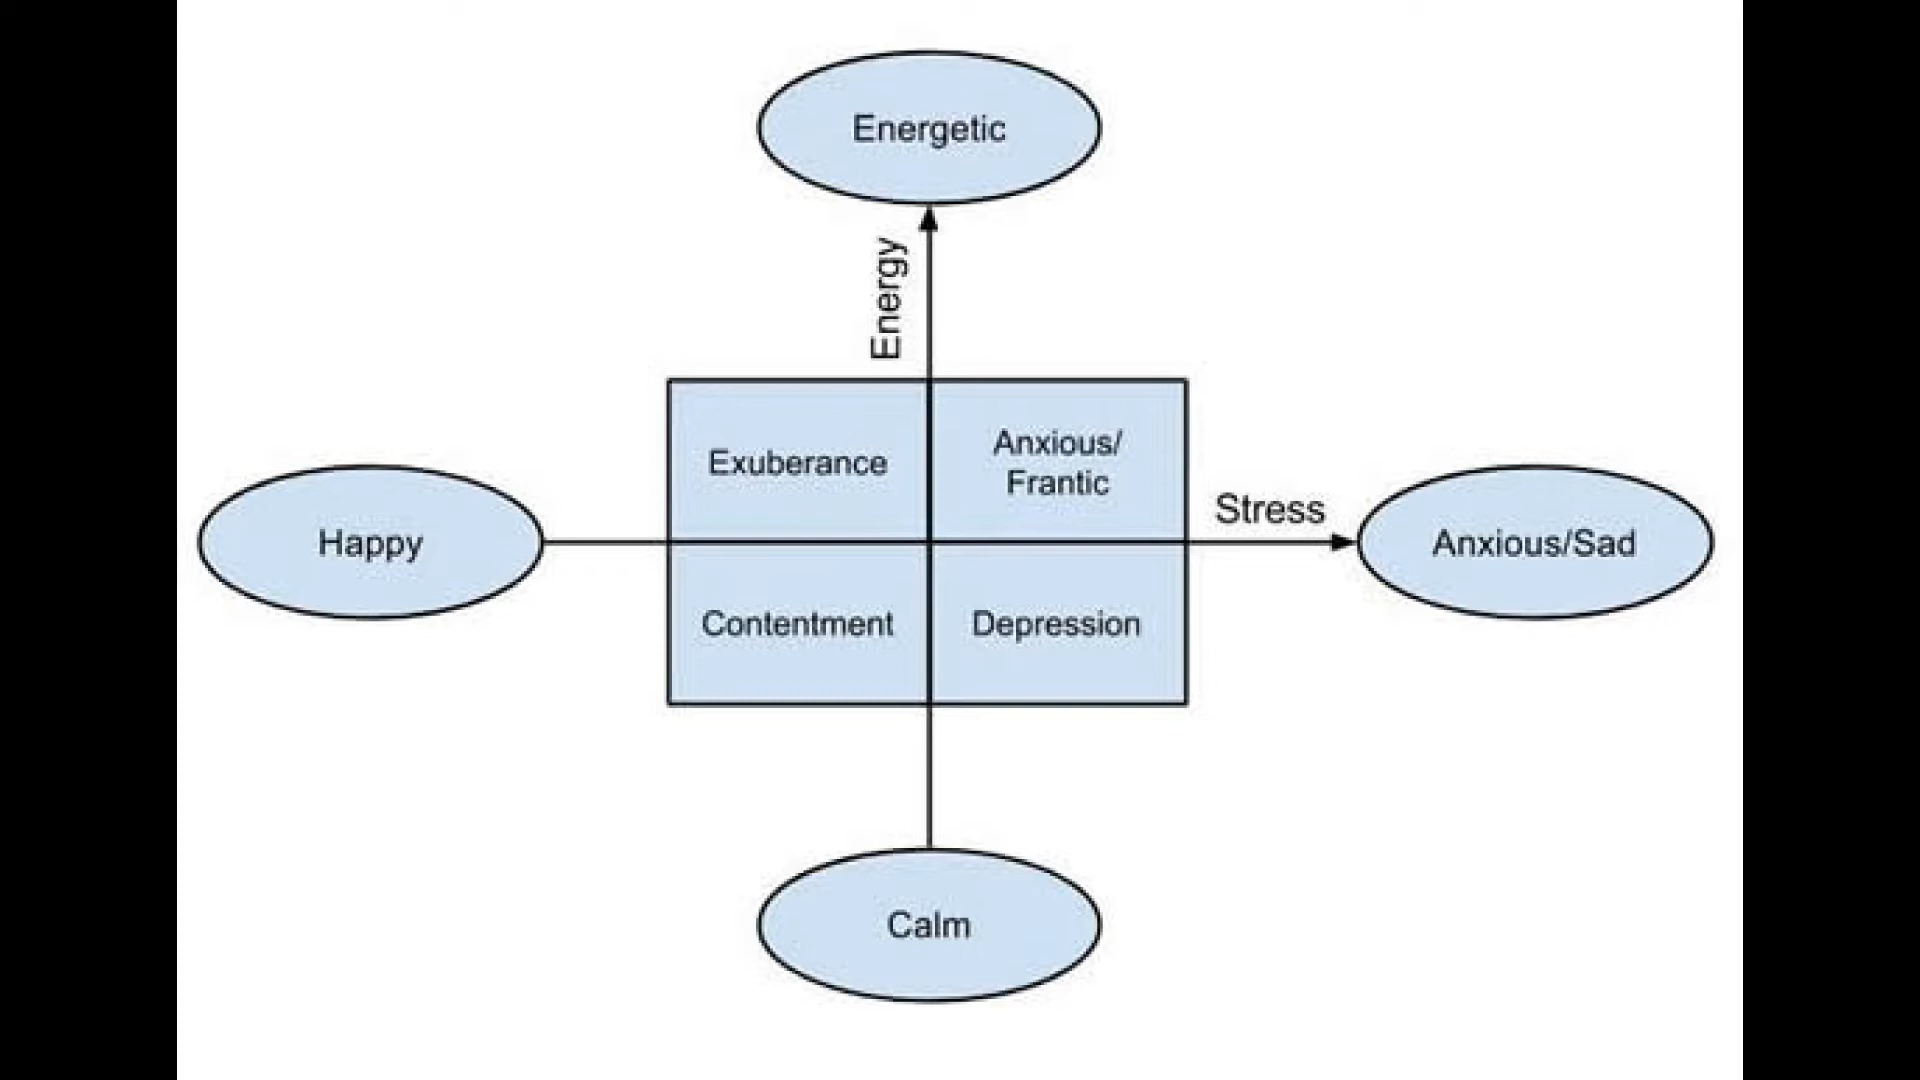 Energetic
Energy
Exuberance
Anxious/
Frantic
Stress
Happy
Anxious/Sad
Contentment
Depression
Calm